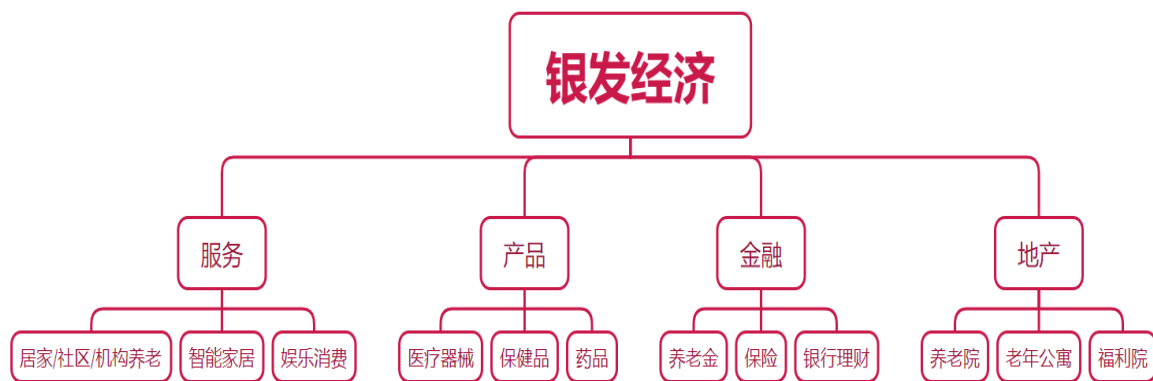 银发经济
服务
产品
金融
地产
居家/社区/机构养老
智能家居
娱乐消费
医疗器械
保健品
药品
养老金
保险
银行理财
养老院
老年公寓
福利院